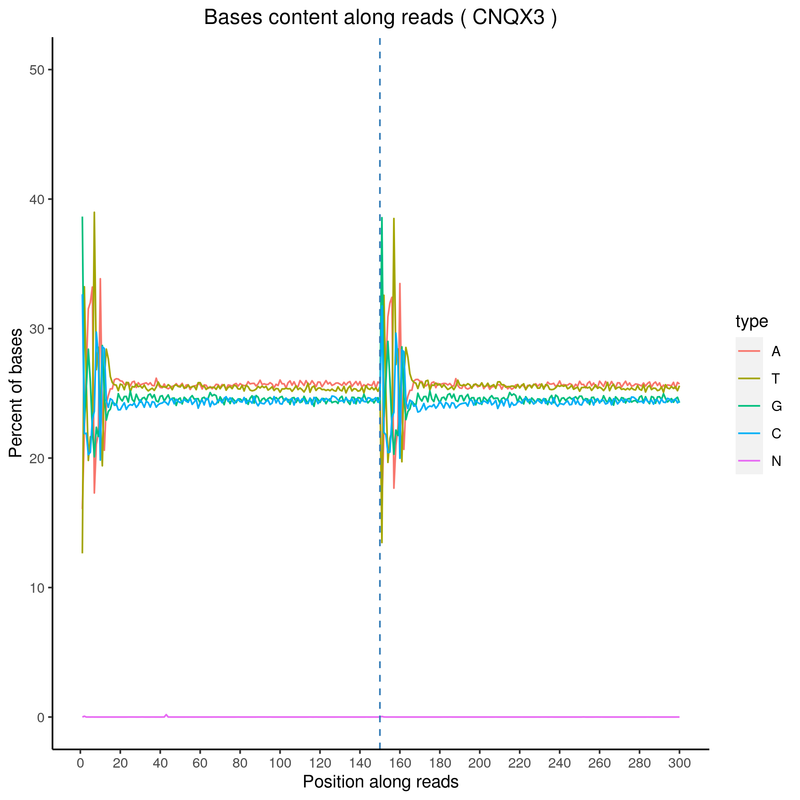 Bases content along reads ( CNQX3 )
Percent of bases
50
40
30
20
10
0
0 20 40 60 80 100 120 140 160 180 200 220 240 260 280 300
Position along reads
type
A
T
G
C
N